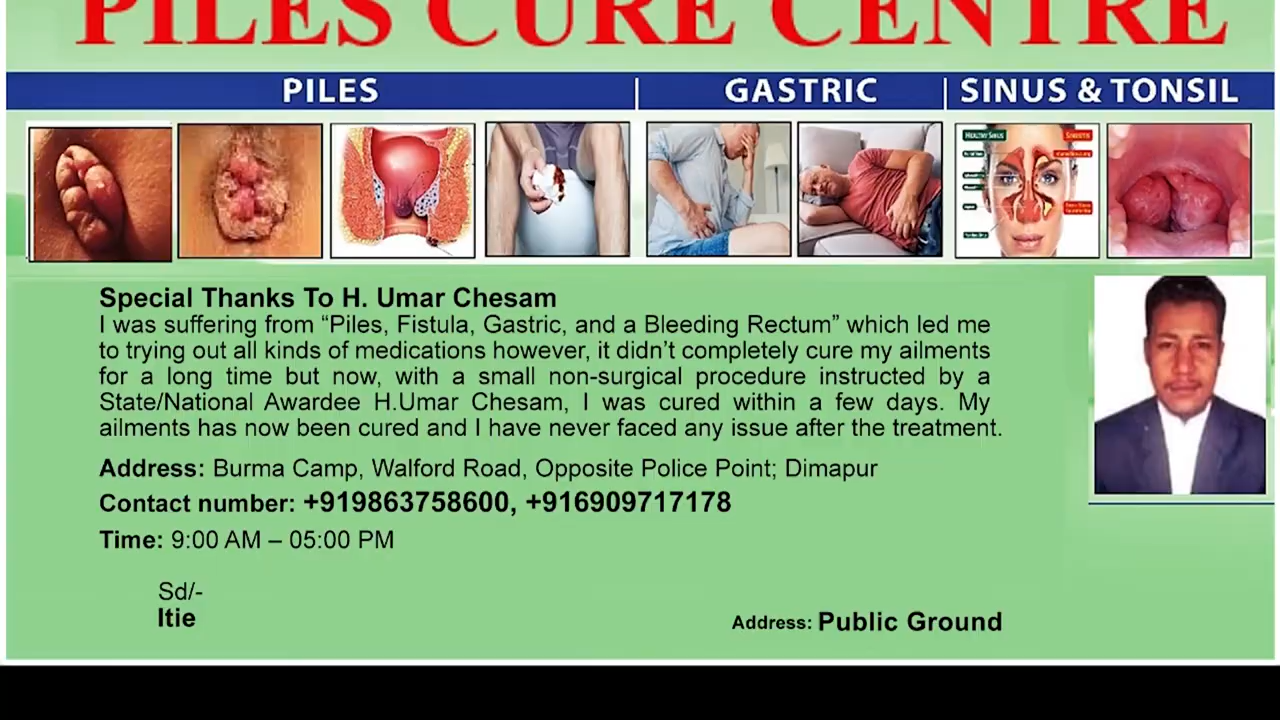 PILES CURE CENTRE
PILES | GASTRIC | SINUS & TONSIL
HEALTHY SINUS
Special Thanks To H. Umar Chesam
I was suffering from “Piles, Fistula, Gastric, and a Bleeding Rectum” which led me
to trying out all kinds of medications however, it didn’t completely cure my ailments
for a long time but now, with a small non-surgical procedure instructed by a
State/National Awardee H.Umar Chesam, I was cured within a few days. My
ailments has now been cured and I have never faced any issue after the treatment.
Address: Burma Camp, Walford Road, Opposite Police Point; Dimapur
Contact number: +919863758600, +916909717178
Time: 9:00 AM – 05:00 PM
Sd/-
Itie
Address: Public Ground